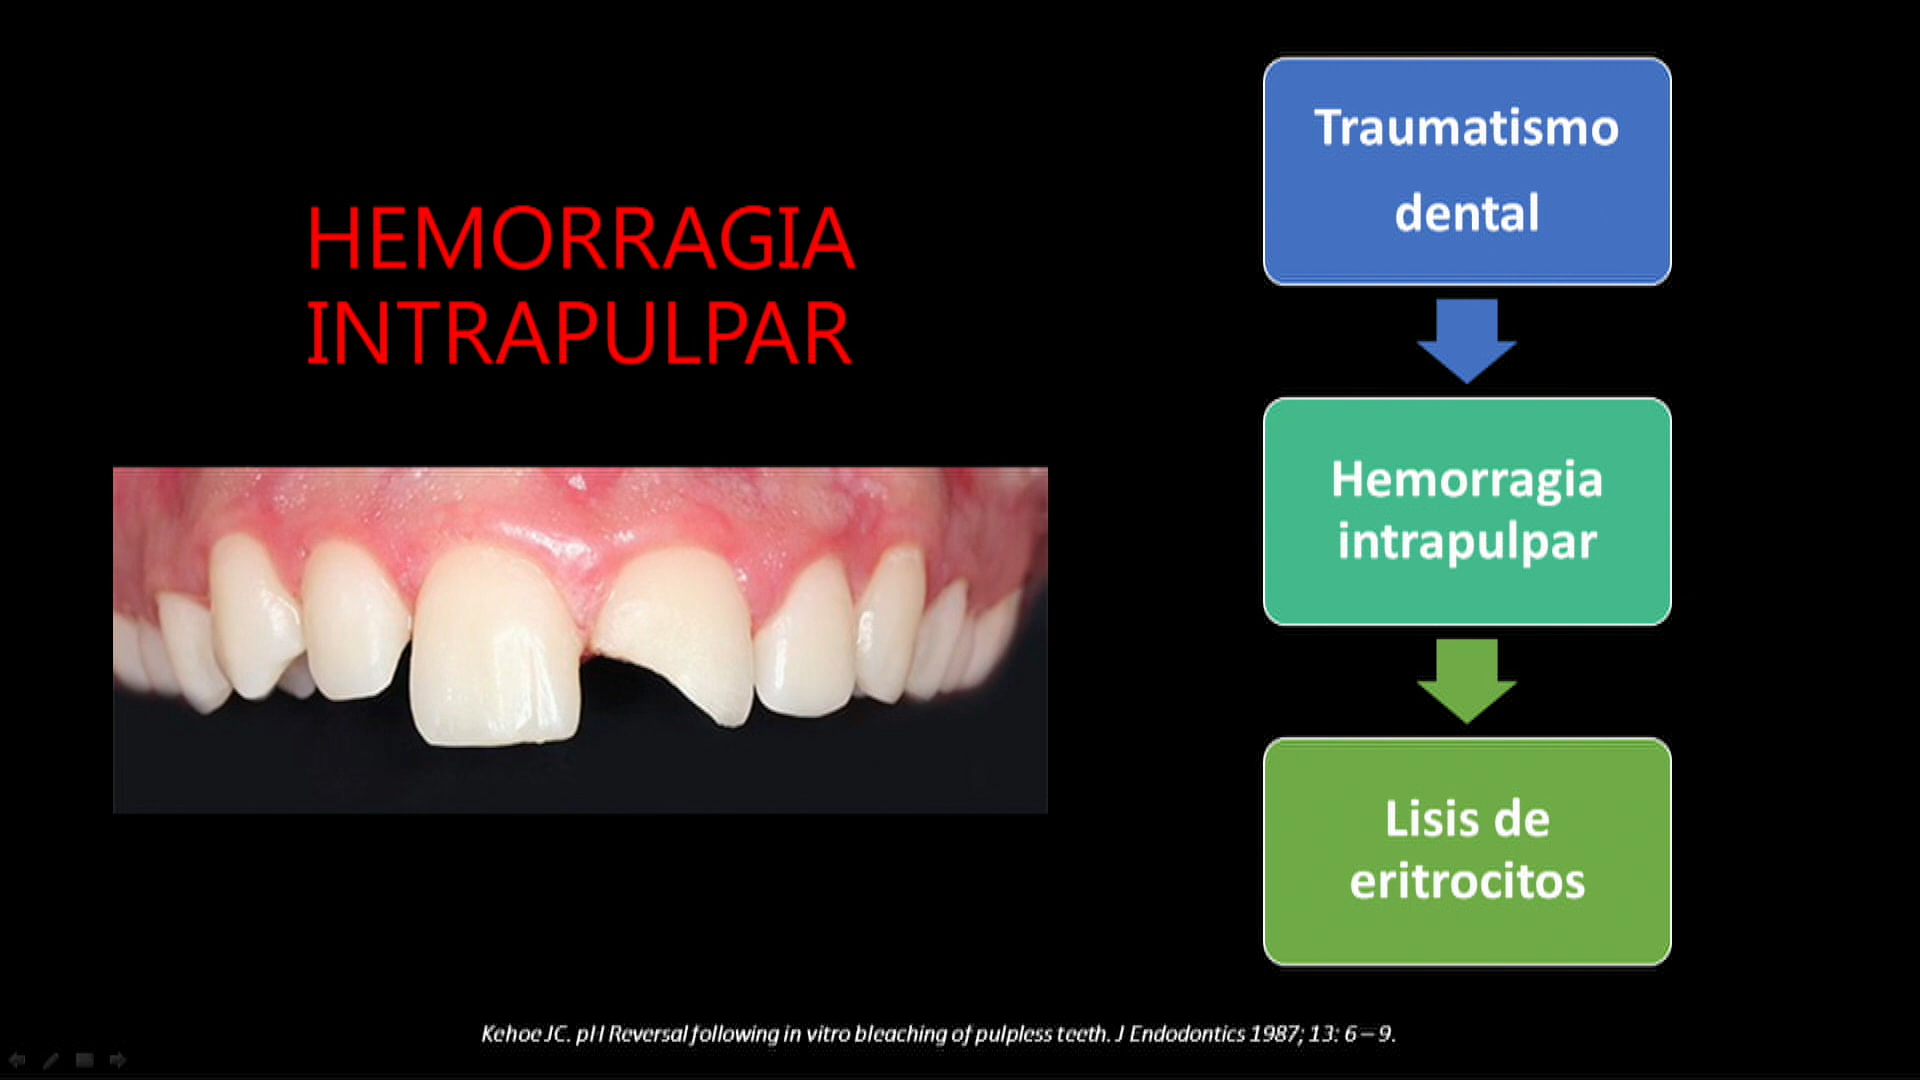 HEMORRAGIA
INTRAPULPAR
Traumatismo
dental
Hemorragia
intrapulpar
Lisis de
eritrocitos
Kehoe JC. pH Reversal following in vitro bleaching of pulpless teeth. J Endodontics 1987; 13: 6 – 9.